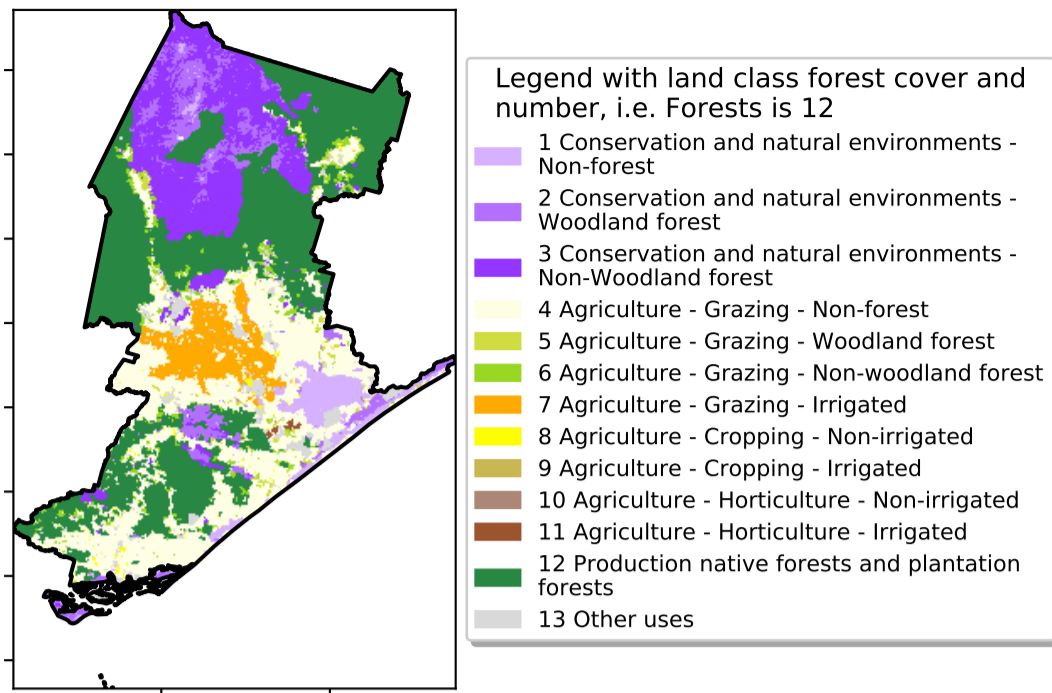 Legend with land class forest cover and
number, i.e. Forests is 12
1 Conservation and natural environments -
Non-forest
2 Conservation and natural environments -
Woodland forest
3 Conservation and natural environments -
Non-Woodland forest
4 Agriculture - Grazing - Non-forest
5 Agriculture - Grazing - Woodland forest
6 Agriculture - Grazing - Non-woodland forest
7 Agriculture - Grazing - Irrigated
8 Agriculture - Cropping - Non-irrigated
9 Agriculture - Cropping - Irrigated
10 Agriculture - Horticulture - Non-irrigated
11 Agriculture - Horticulture - Irrigated
12 Production native forests and plantation
forests
13 Other uses